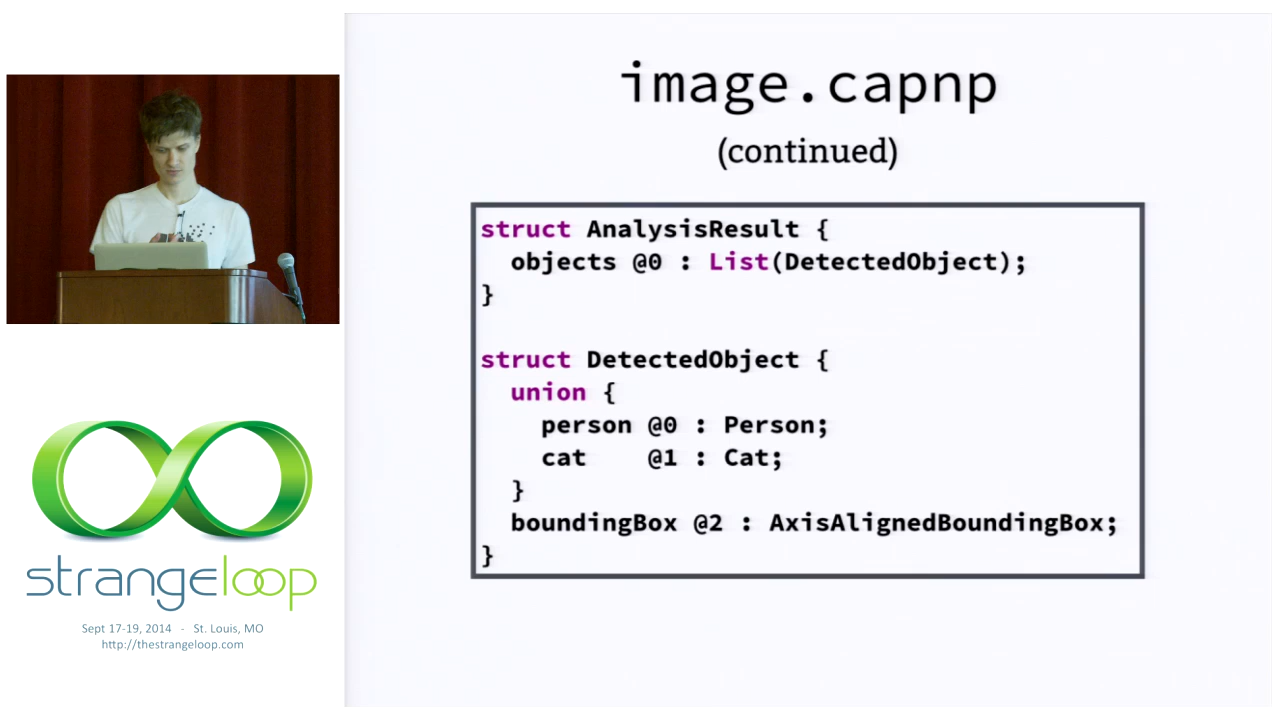 image.capnp
(continued)
struct AnalysisResult {
  objects @0 : List(DetectedObject);
}

struct DetectedObject {
  union {
    person @0 : Person;
    cat    @1 : Cat;
  }
  boundingBox @2 : AxisAlignedBoundingBox;
}
strangeloop
Sept 17-19, 2014 - St. Louis, MO
http://thestrangeloop.com